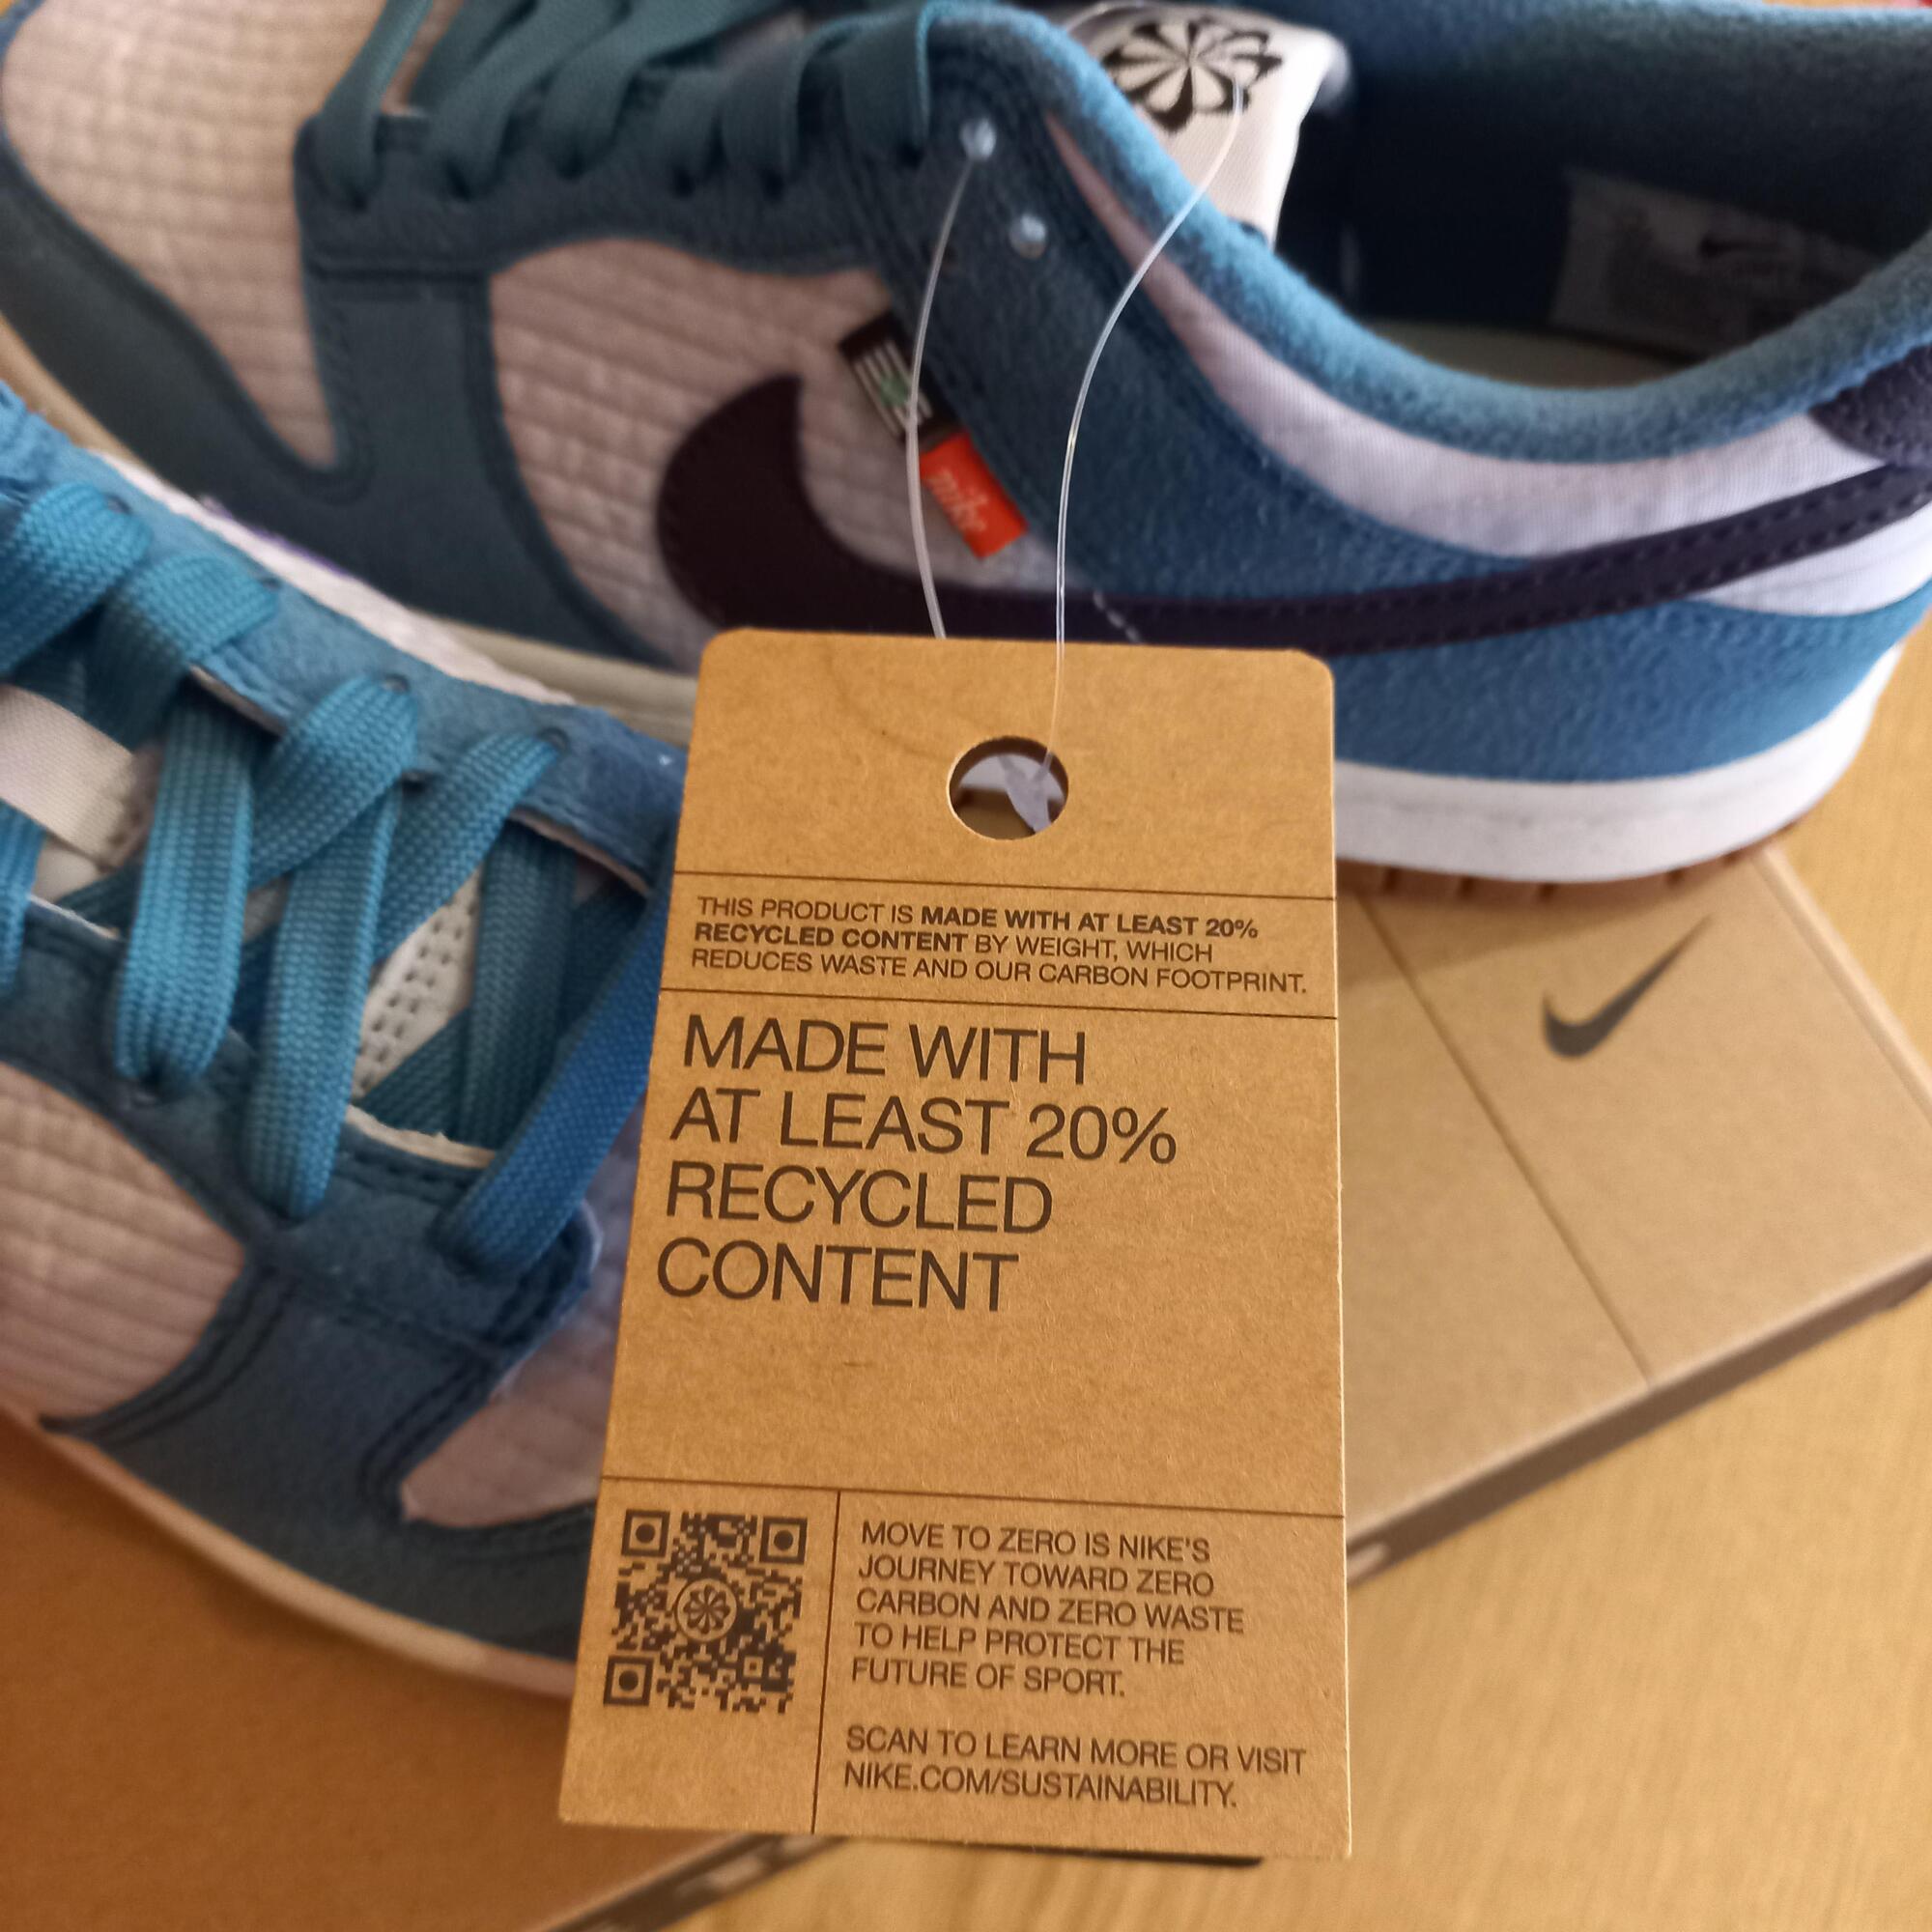 nike
THIS PRODUCT IS MADE WITH AT LEAST 20%
RECYCLED CONTENT BY WEIGHT, WHICH
REDUCES WASTE AND OUR CARBON FOOTPRINT.
MADE WITH
AT LEAST 20%
RECYCLED
CONTENT
MOVE TO ZERO IS NIKE'S
JOURNEY TOWARD ZERO
CARBON AND ZERO WASTE
TO HELP PROTECT THE
FUTURE OF SPORT.
SCAN TO LEARN MORE OR VISIT
NIKE.COM/SUSTAINABILITY.